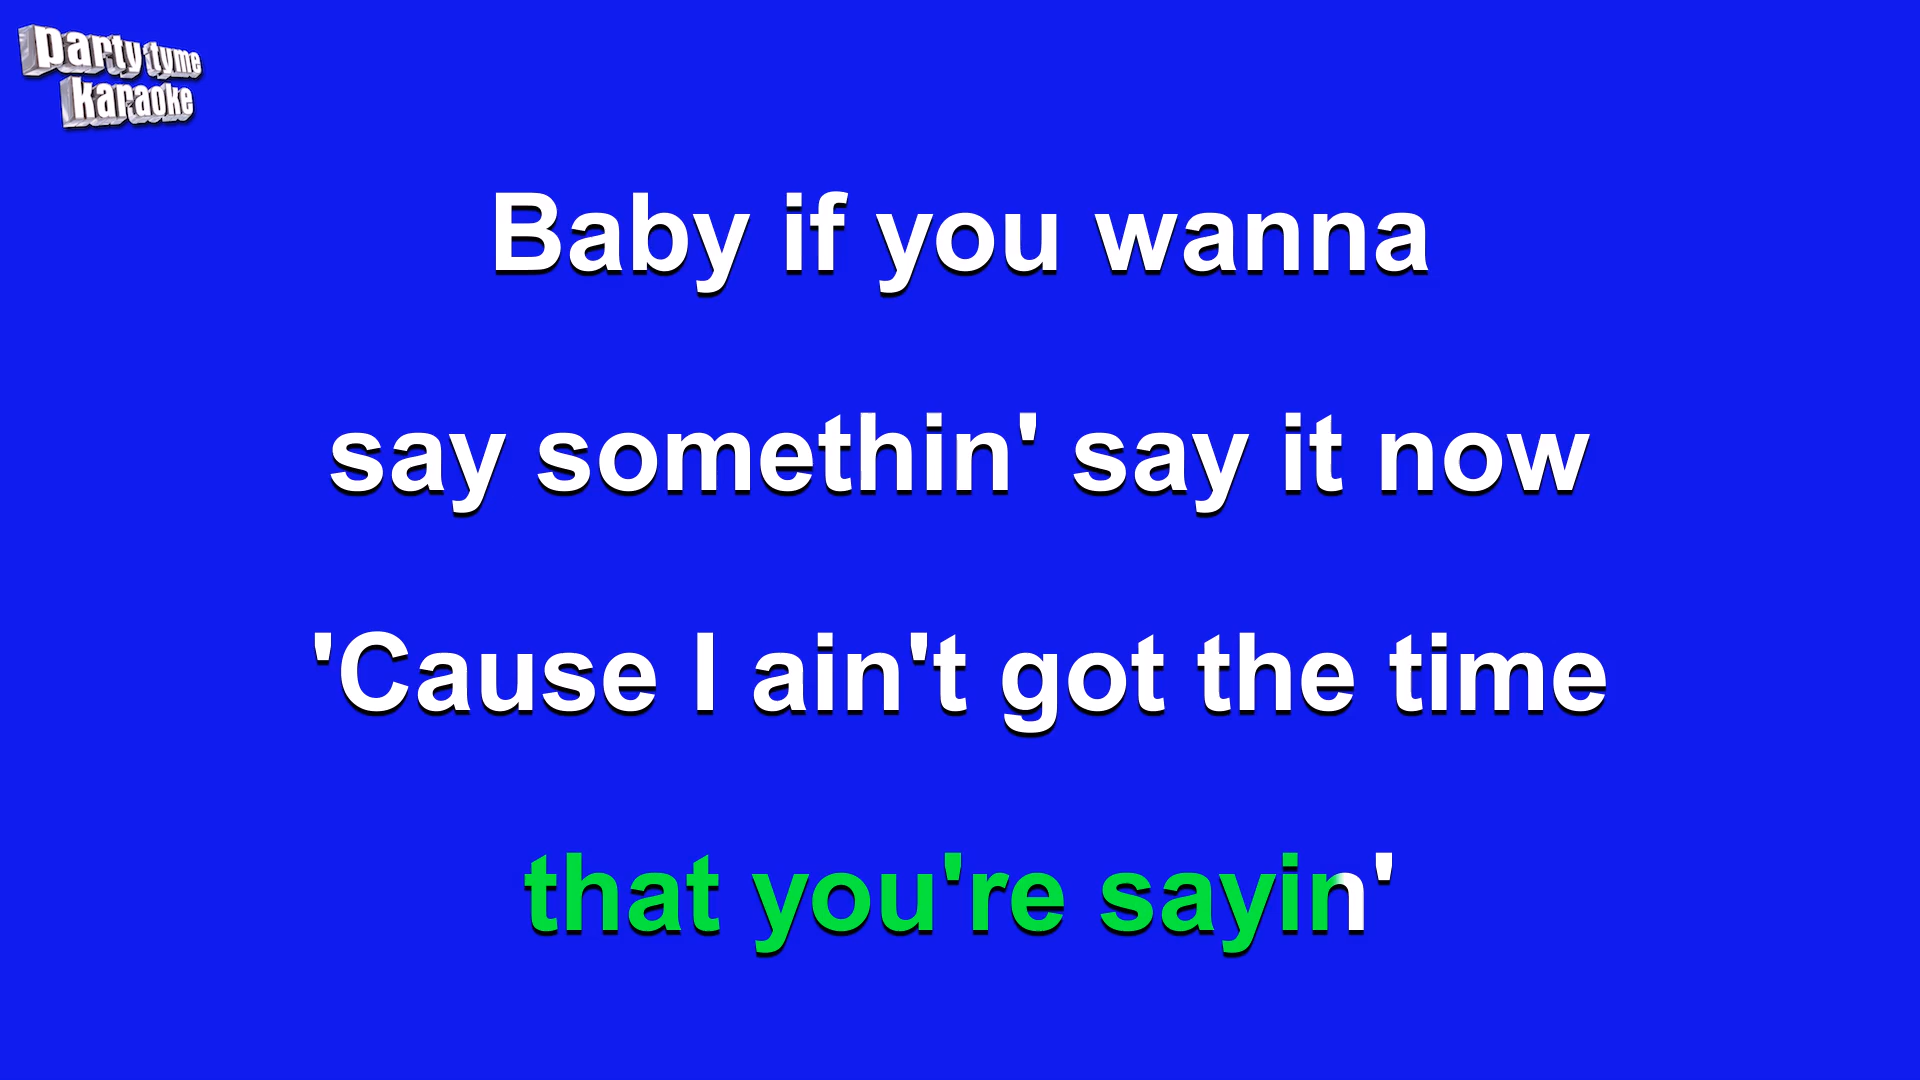 party tyme
karaoke
Baby if you wanna
say somethin' say it now
'Cause I ain't got the time
that you're sayin'